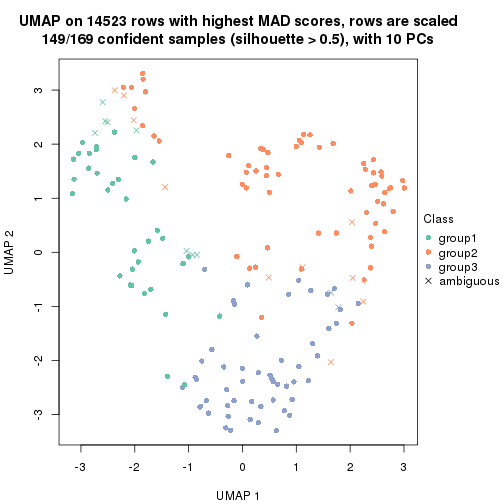 UMAP on 14523 rows with highest MAD scores, rows are scaled
149/169 confident samples (silhouette > 0.5), with 10 PCs
3
2
1
0
-1
-2
-3
UMAP 2
-3
-2
-1
0
1
2
3
UMAP 1
Class
group1
group2
group3
ambiguous